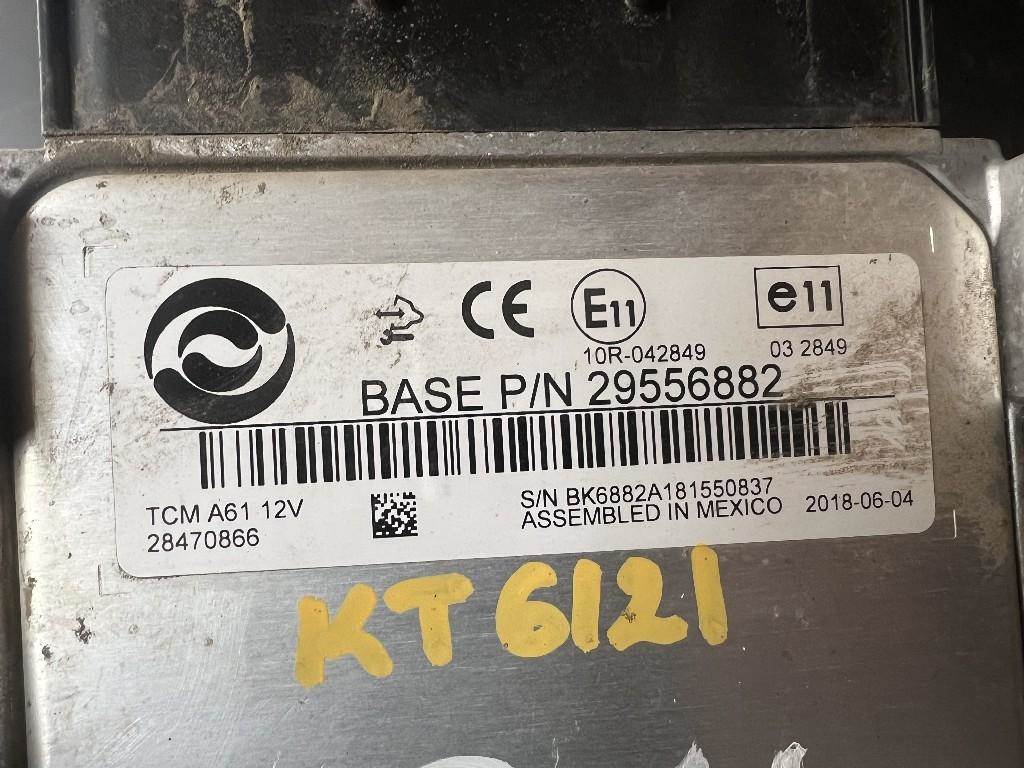 CE E11 e11
10R-042849 03 2849
BASE P/N 29556882
TCM A61 12V
28470866
S/N BK6882A181550837
ASSEMBLED IN MEXICO 2018-06-04
KT6121